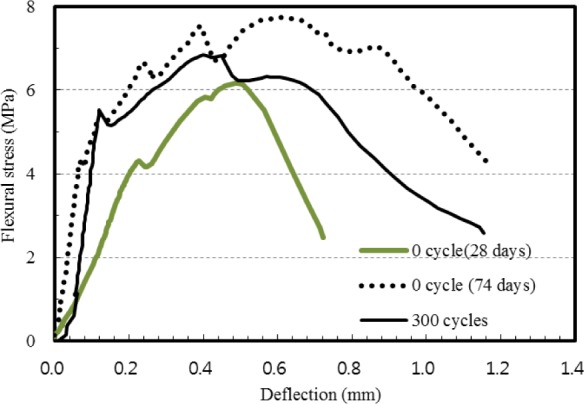 Flexural stress (MPa)
8
6
4
2
0
0 cycle(28 days)
0 cycle (74 days)
300 cycles
0.0 0.2 0.4 0.6 0.8 1.0 1.2 1.4
Deflection (mm)